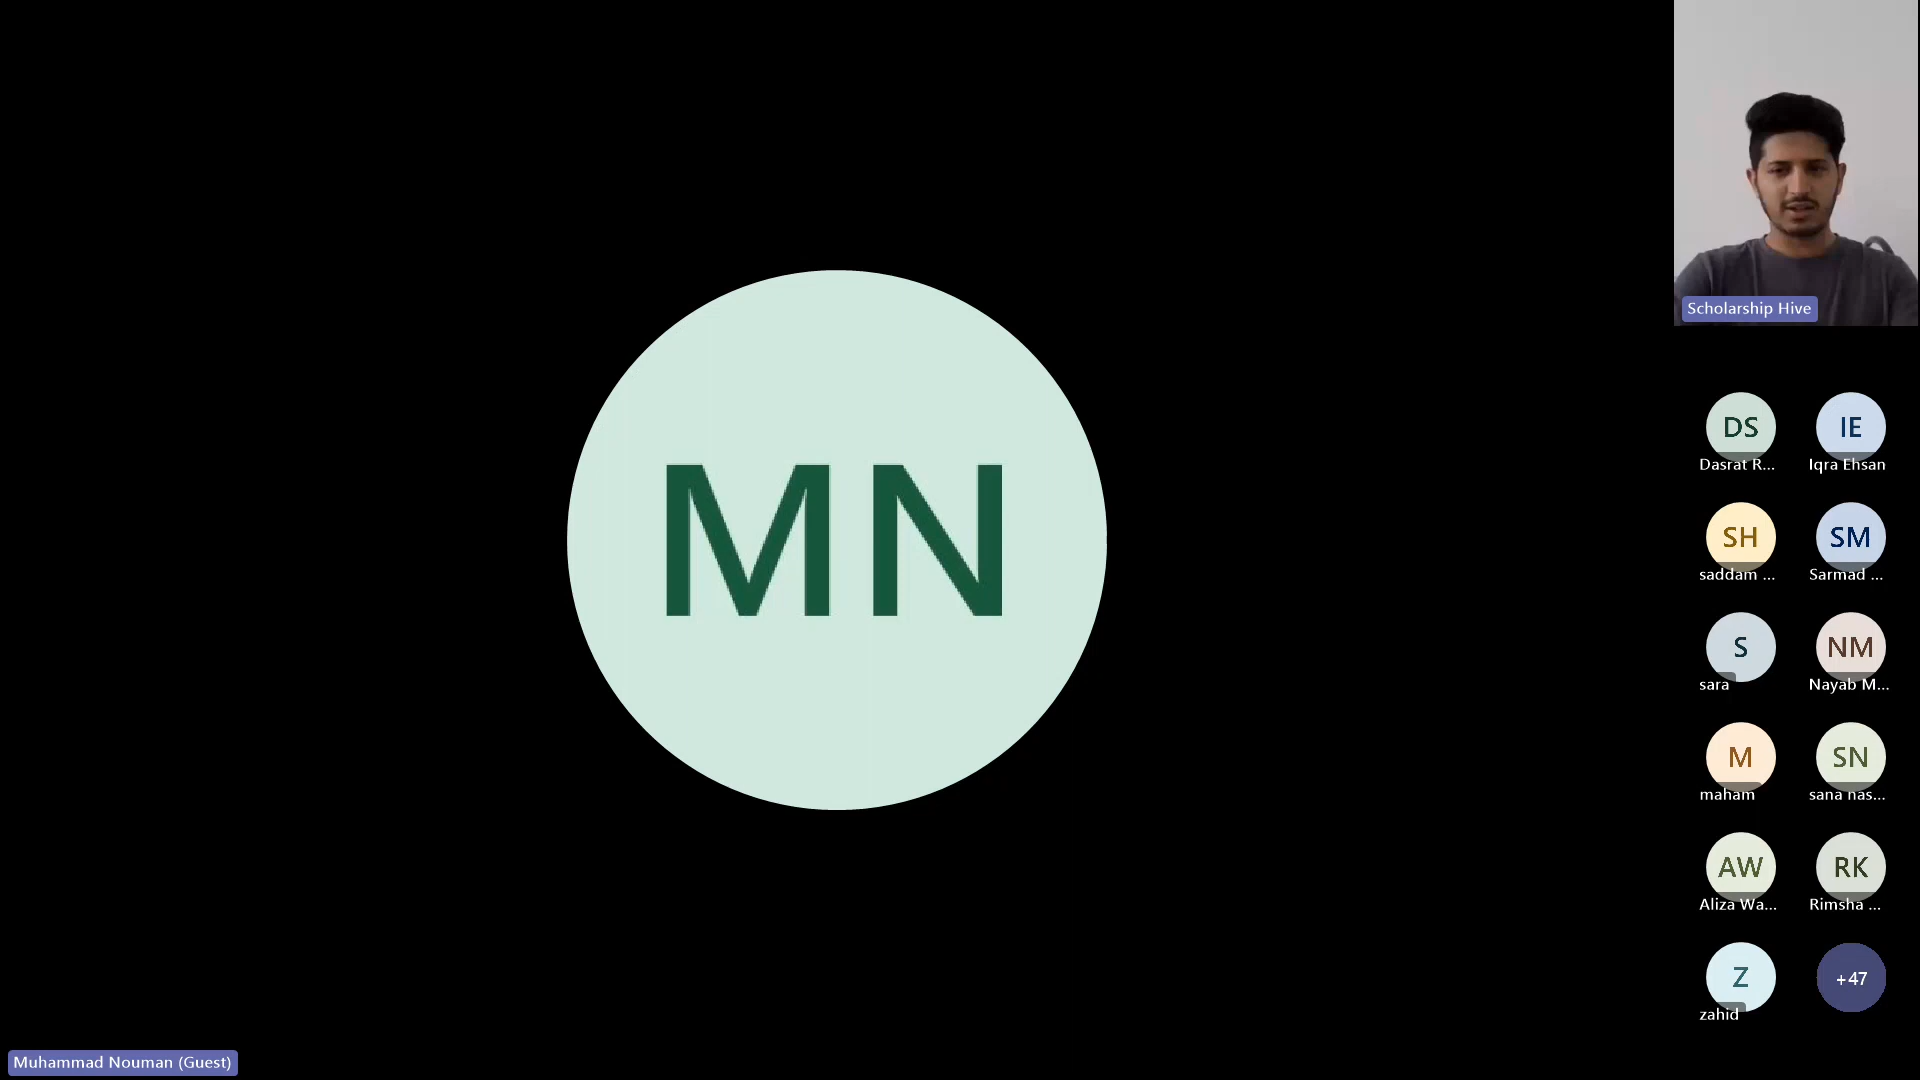 MN
Scholarship Hive
DS
IE
Dasrat R...
Iqra Ehsan
SH
SM
saddam ...
Sarmad ...
S
NM
sara
Nayab M...
M
SN
maham
sana nas...
AW
RK
Aliza Wa...
Rimsha ...
Z
+47
zahid
Muhammad Nouman (Guest)